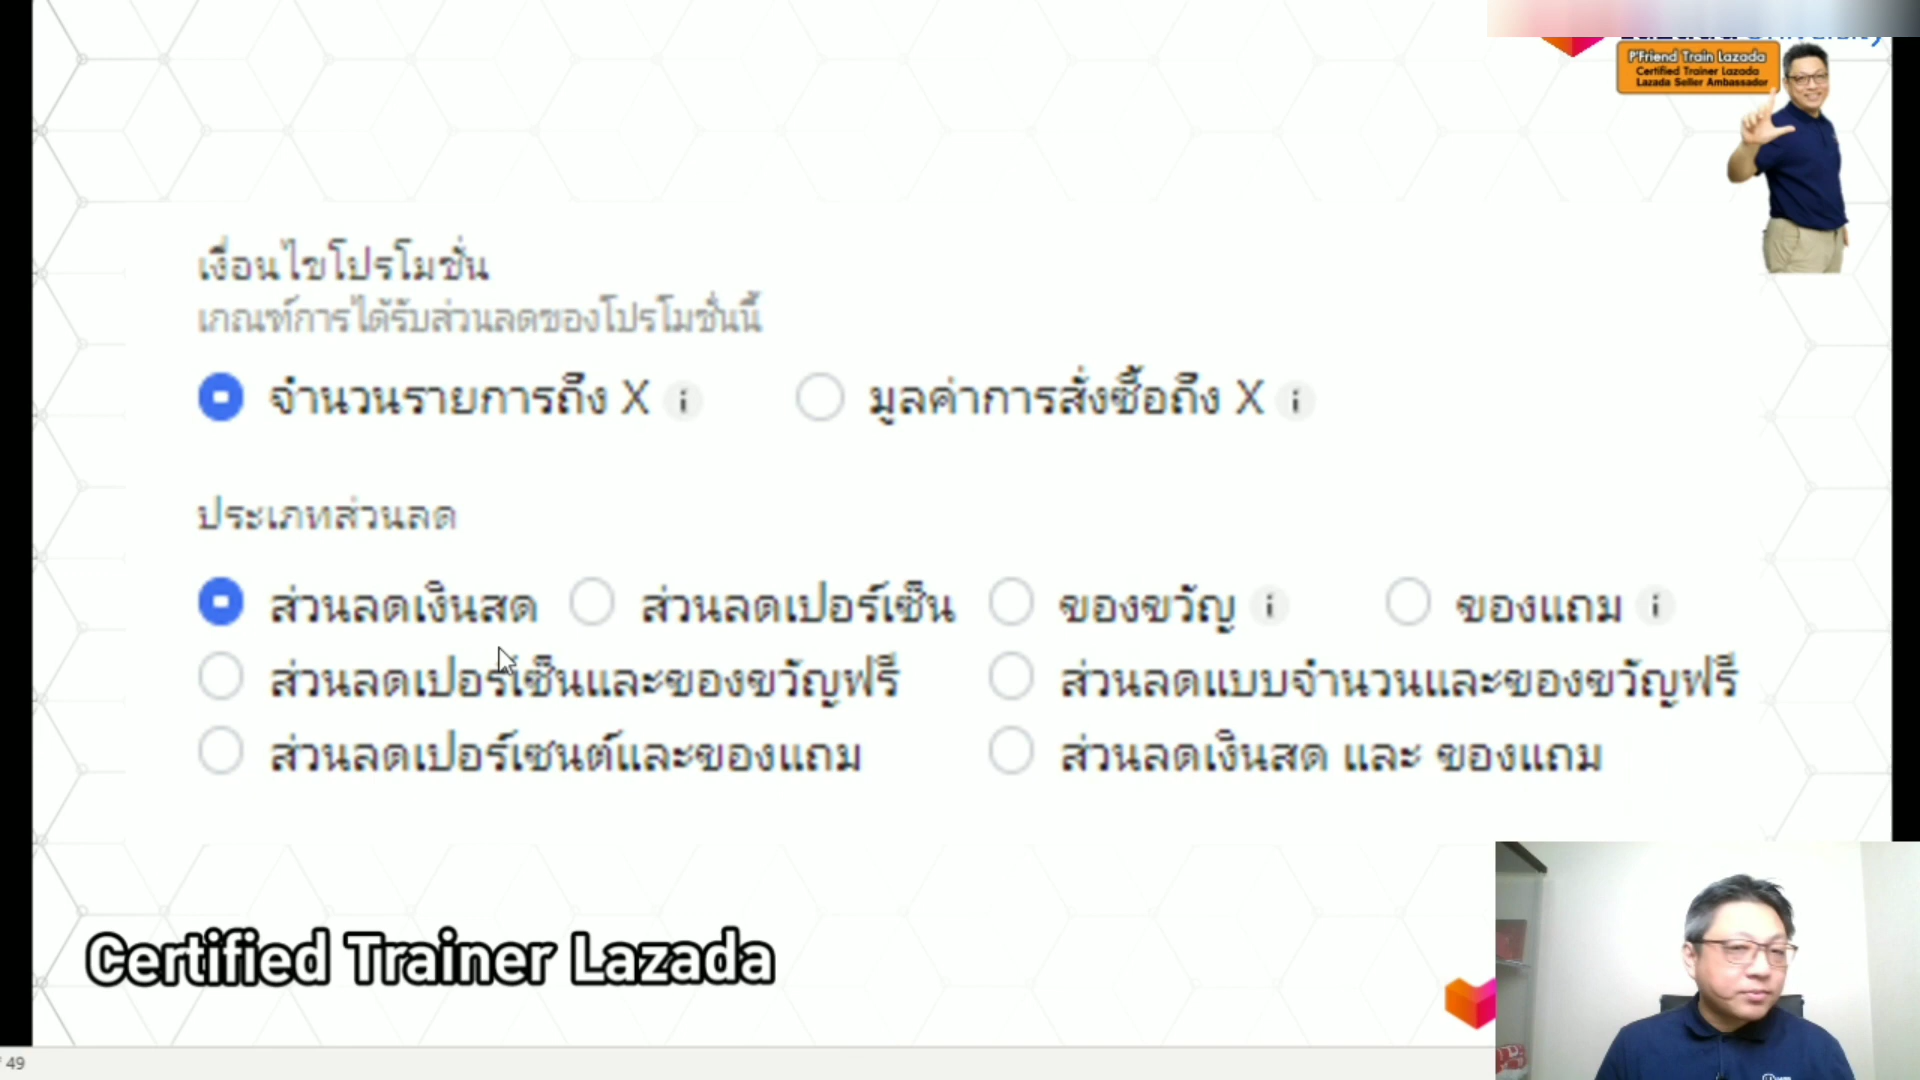 P'Friend Train Lazada
Certified Trainer Lazada
Lazada Seller Ambassador
เงื่อนไขโปรโมชั่น
เกณฑ์การได้รับส่วนลดของโปรโมชั่นนี้
จำนวนรายการถึง X i มูลค่าการสั่งซื้อถึง X i
ประเภทส่วนลด
ส่วนลดเงินสด ส่วนลดเปอร์เซ็น ของขวัญ i ของแถม i
ส่วนลดเปอร์เซ็นและของขวัญฟรี ส่วนลดแบบจำนวนและของขวัญฟรี
ส่วนลดเปอร์เซนต์และของแถม ส่วนลดเงินสด และ ของแถม
Certified Trainer Lazada
49